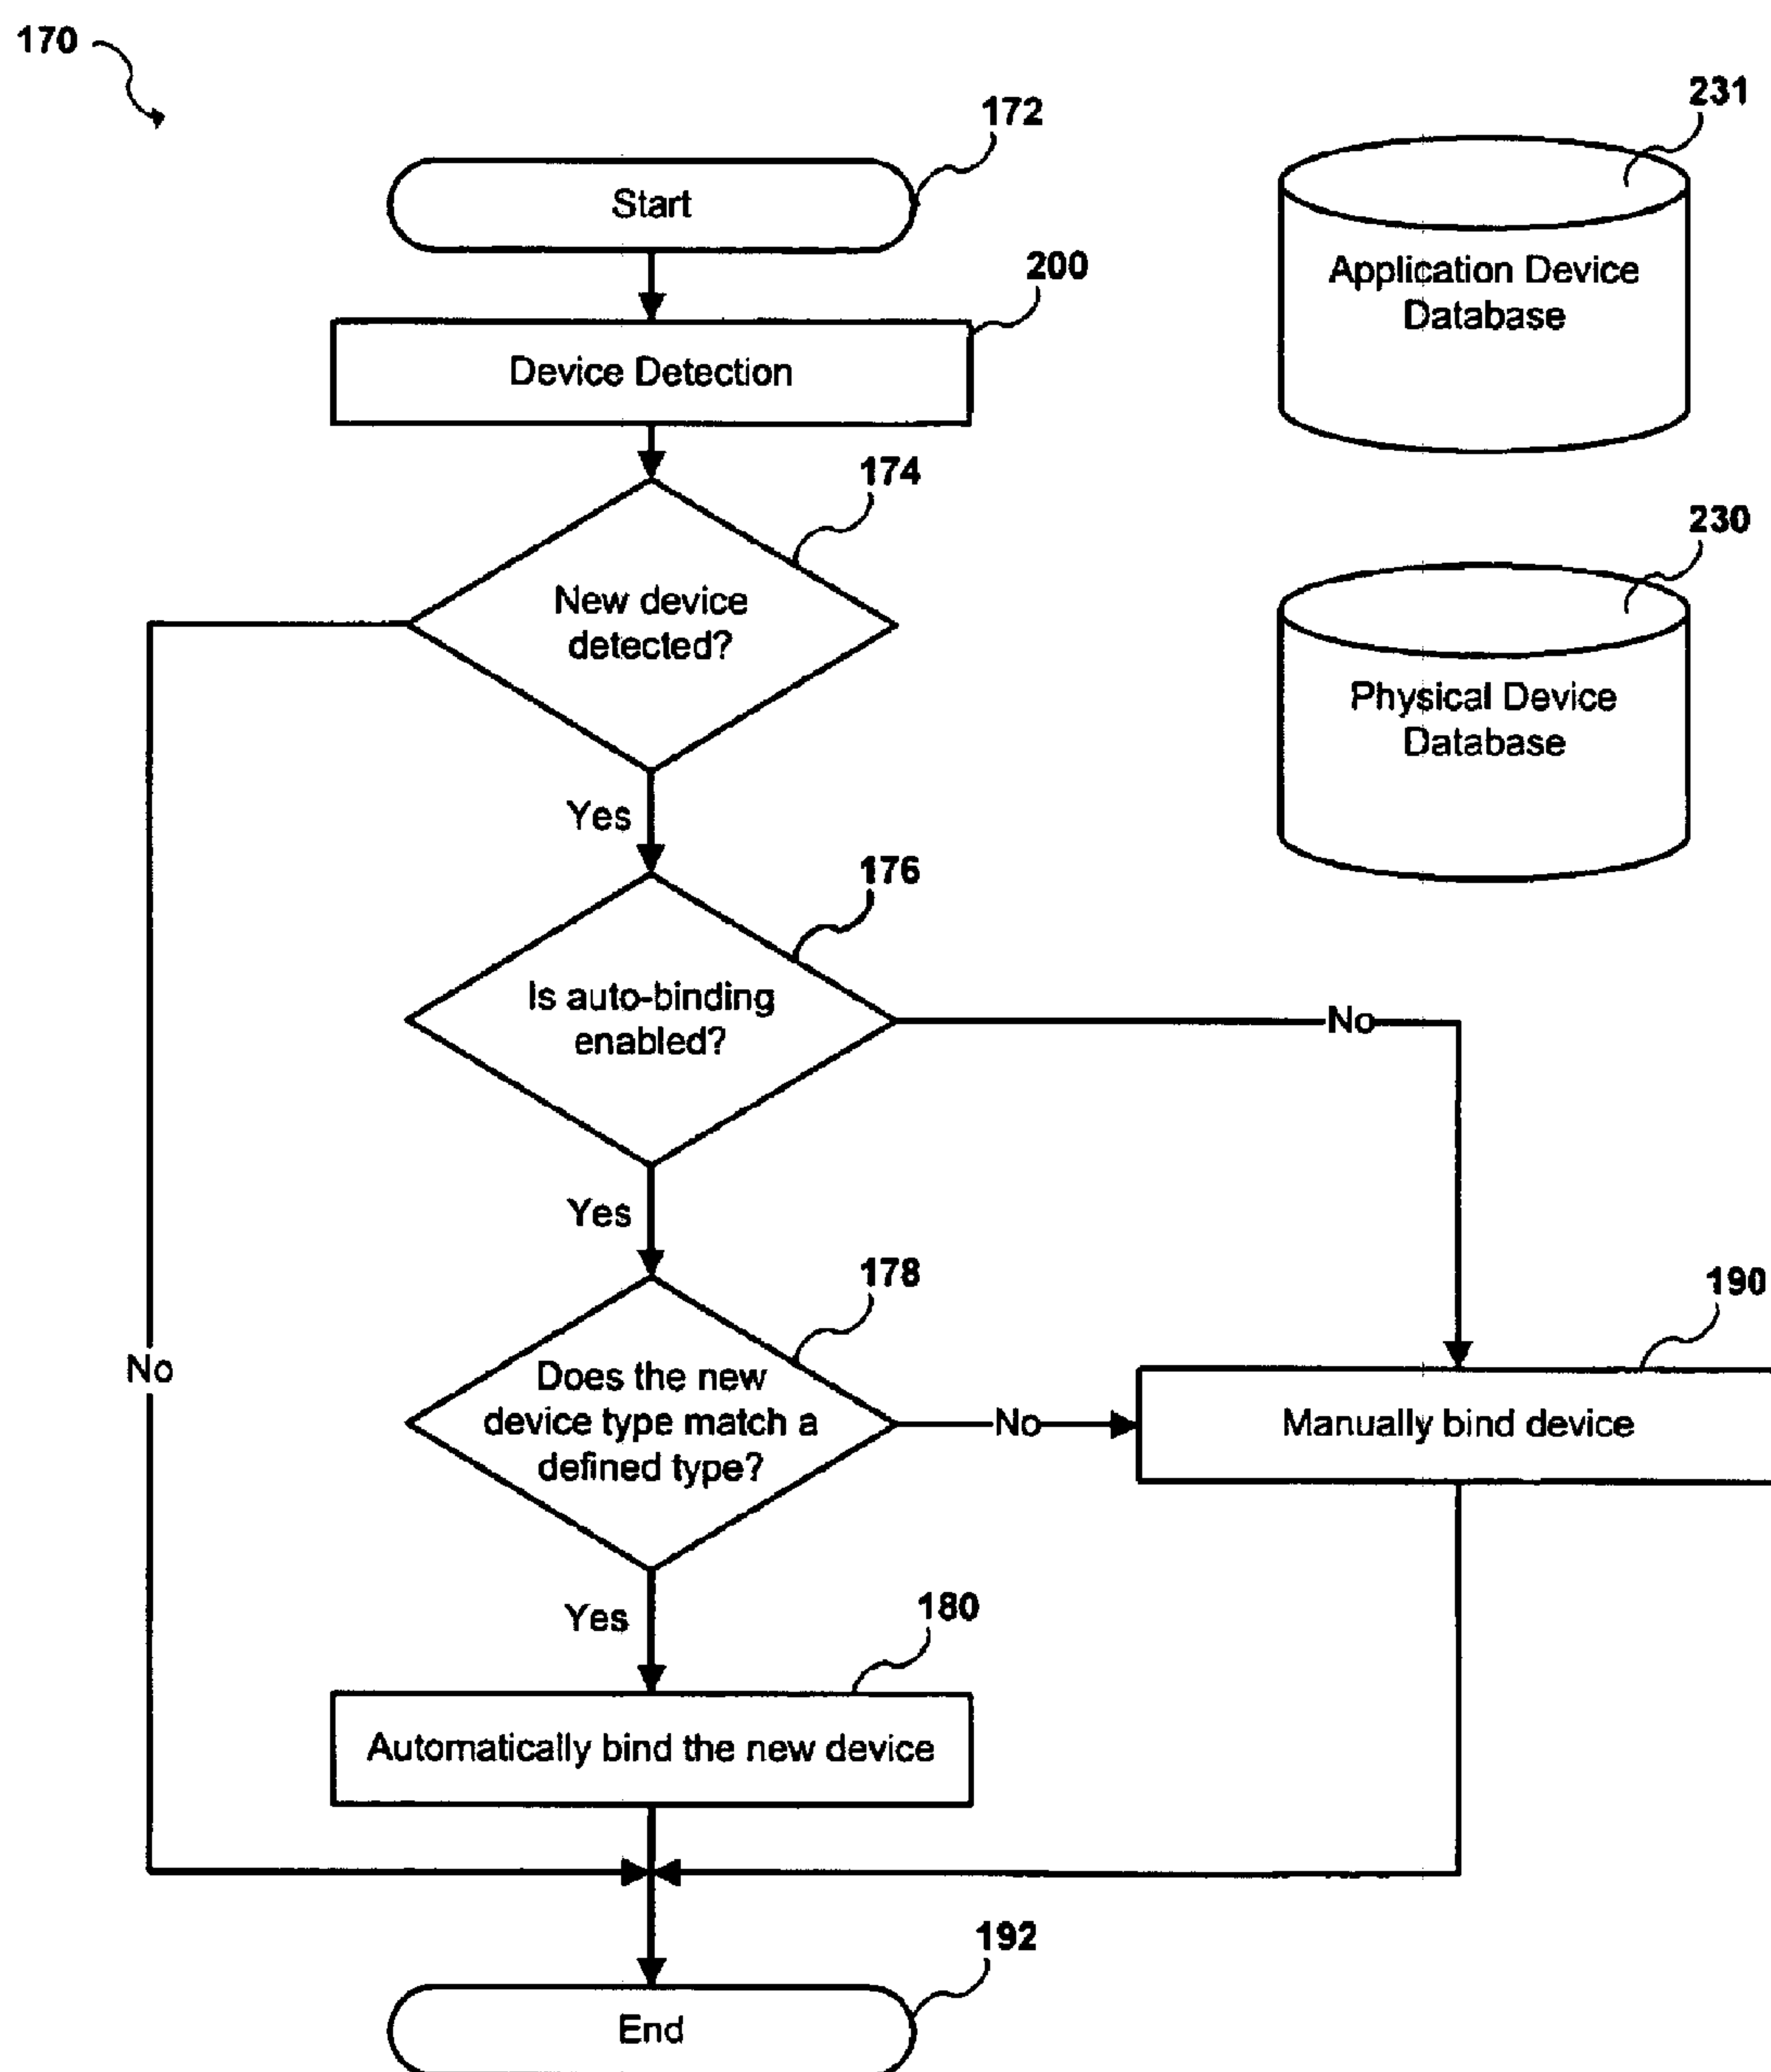 170
172
Start
231
Application Device
Database
200
Device Detection
174
New device
detected?
230
Physical Device
Database
Yes
176
Is auto-binding
enabled?
No
Yes
178
Does the new
device type match a
defined type?
No
190
Manually bind device
No
Yes
180
Automatically bind the new device
192
End